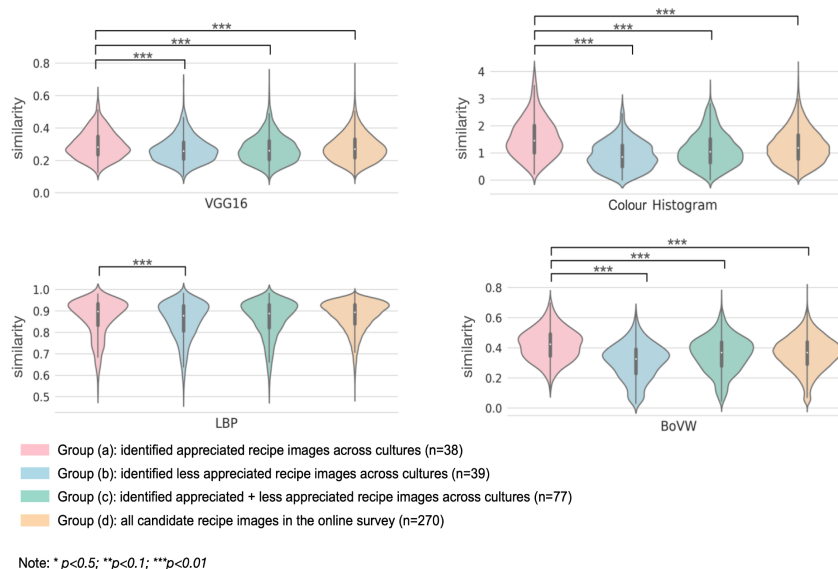 ***
***
***
0.8
0.6
0.4
0.2
0.0
similarity
VGG16
***
***
***
4
3
2
1
0
similarity
Colour Histogram
***
1.0
0.9
0.8
0.7
0.6
0.5
similarity
LBP
***
***
***
0.8
0.6
0.4
0.2
0.0
similarity
BoVW
Group (a): identified appreciated recipe images across cultures (n=38)
Group (b): identified less appreciated recipe images across cultures (n=39)
Group (c): identified appreciated + less appreciated recipe images across cultures (n=77)
Group (d): all candidate recipe images in the online survey (n=270)
Note: * p<0.5; **p<0.1; ***p<0.01